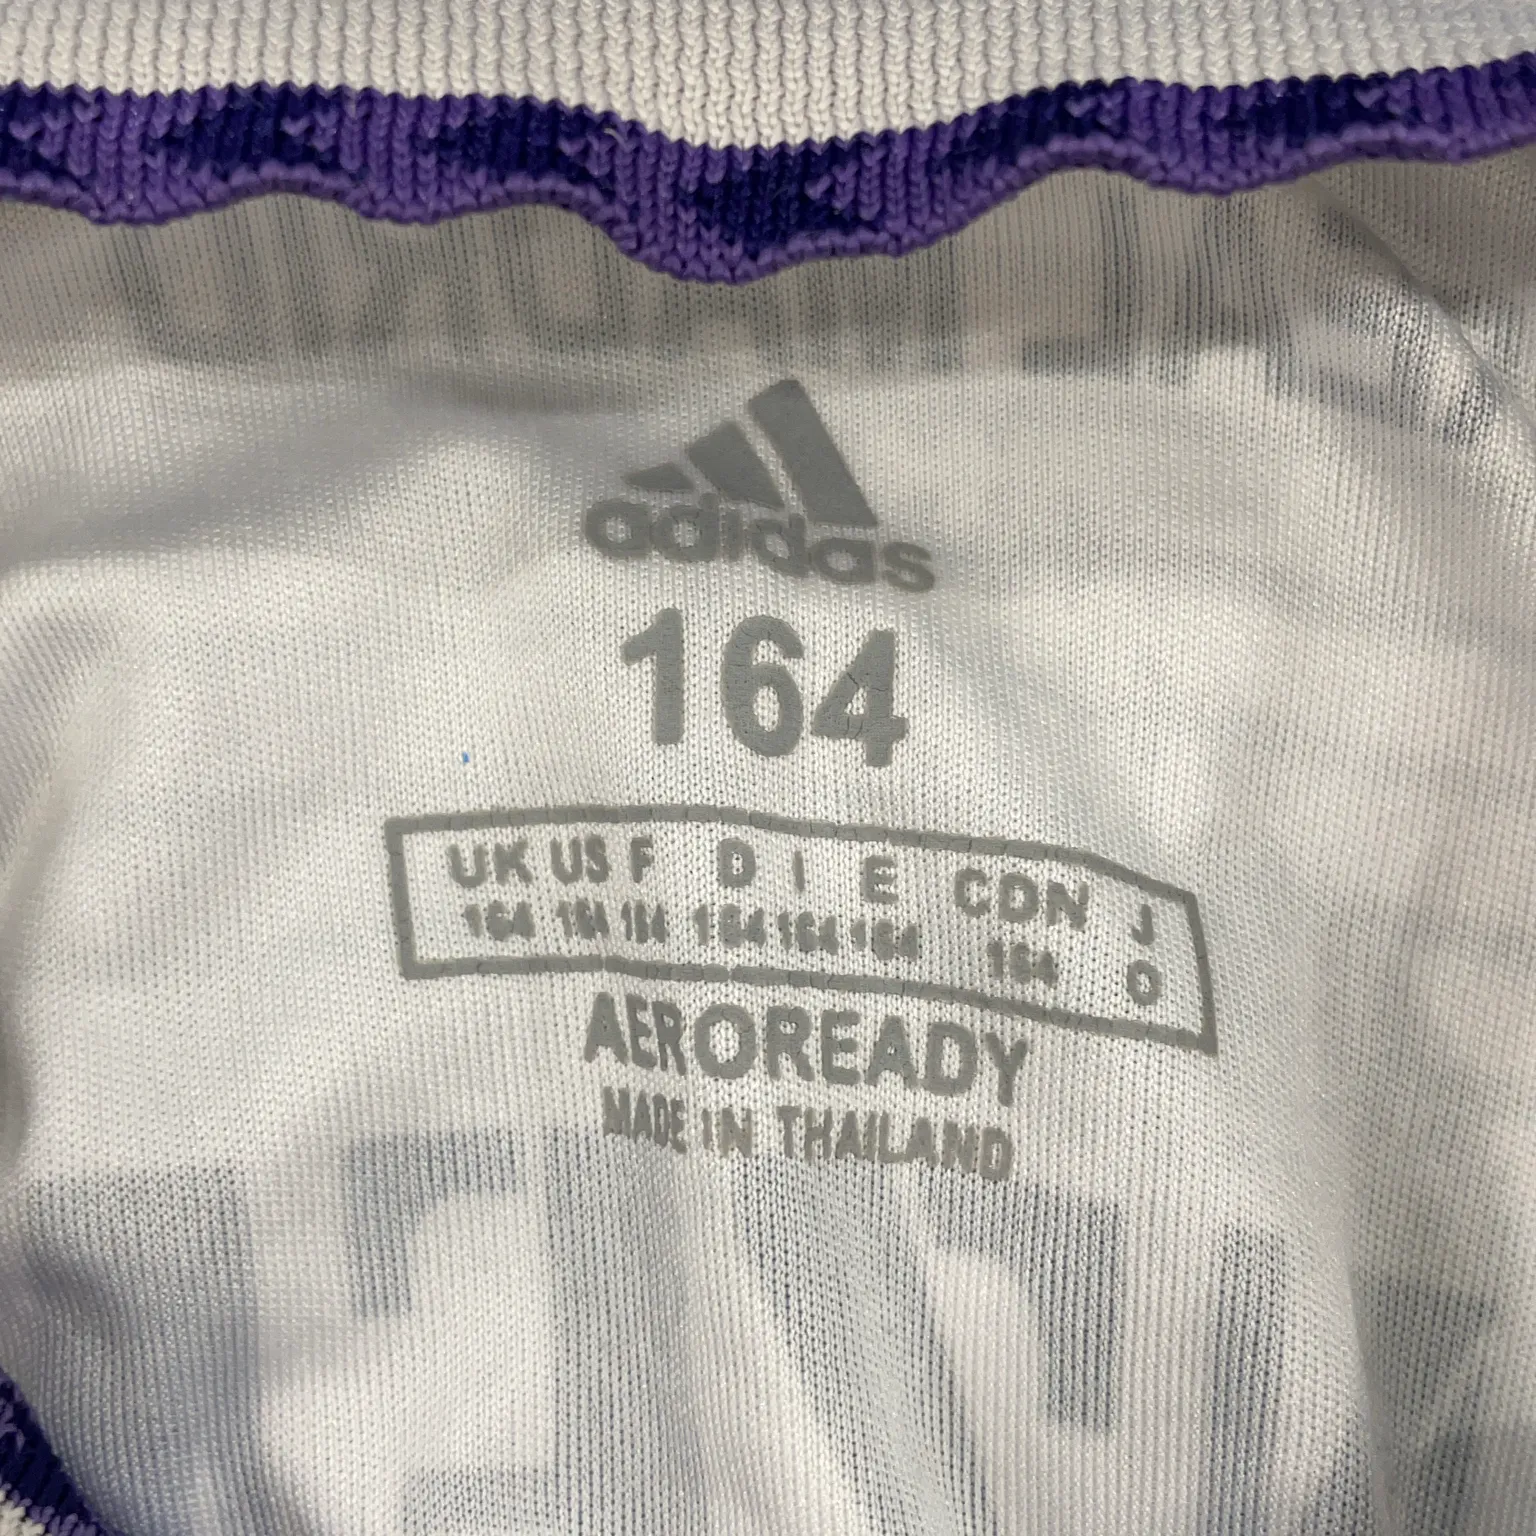 adidas
164
UK US F D I E CDN J
164 164 164 164 164 164 164 O
AEROREADY
MADE IN THAILAND